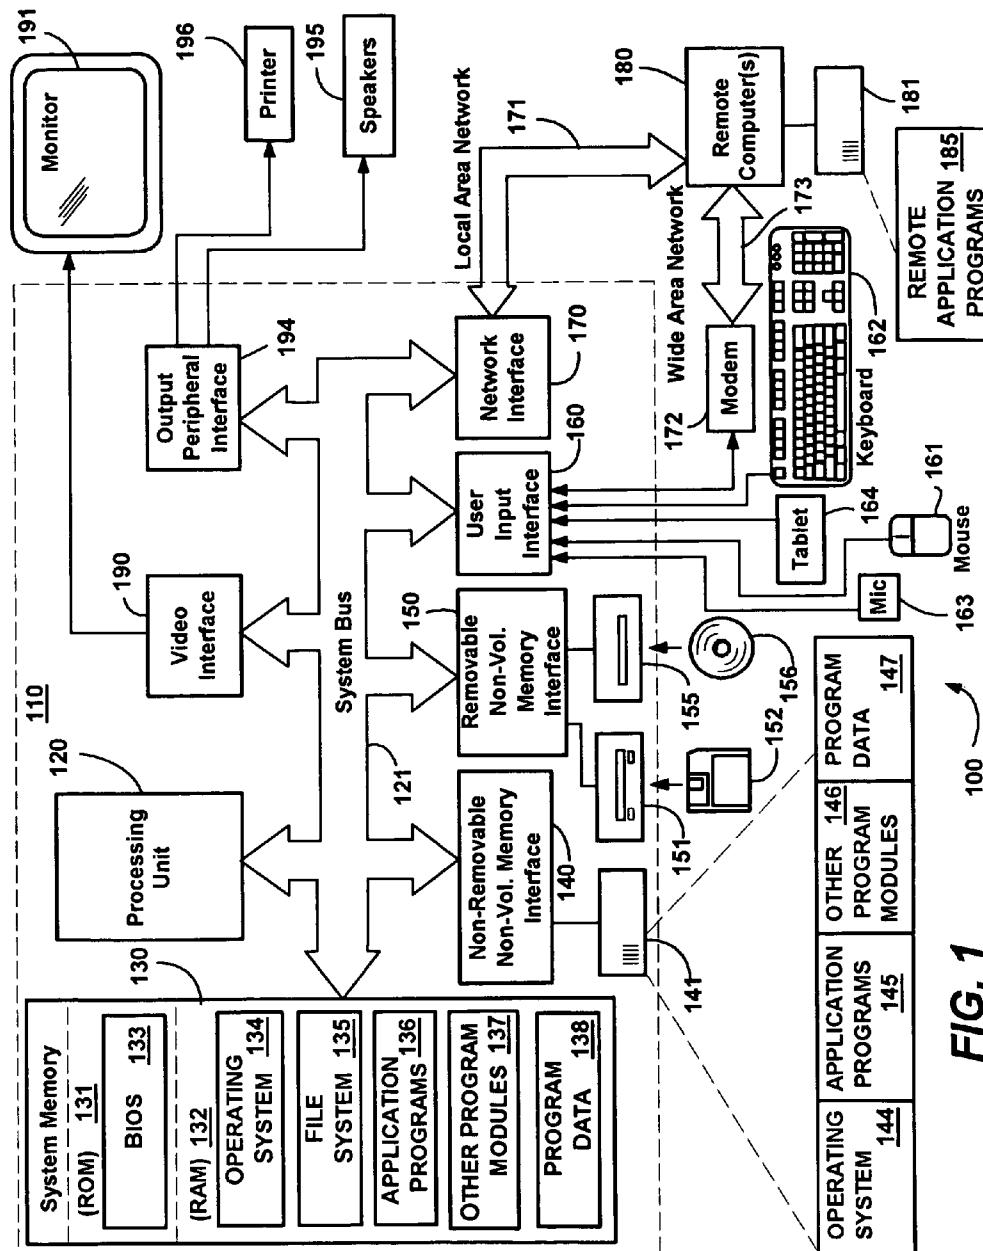 System Memory
(ROM) 131
BIOS 133
(RAM) 132
OPERATING
SYSTEM 134
FILE
SYSTEM 135
APPLICATION
PROGRAMS 136
OTHER PROGRAM
MODULES 137
PROGRAM
DATA 138
130
120
Processing
Unit
110
190
Video
Interface
Output
Peripheral
Interface
194
Monitor
191
196
Printer
195
Speakers
System Bus
121
Non-Removable
Non-Vol. Memory
Interface
140
150
Removable
Non-Vol.
Memory
Interface
User
Input
Interface
160
Network
Interface
170
Local Area Network
171
180
Remote
Computer(s)
181
Wide Area Network
173
172
Modem
REMOTE
APPLICATION 185
PROGRAMS
Keyboard
162
Tablet
164
161
Mouse
Mic
163
141
151
152
155
156
OPERATING
SYSTEM 144
APPLICATION
PROGRAMS
145
OTHER 146
PROGRAM
MODULES
PROGRAM
DATA
147
100
FIG. 1